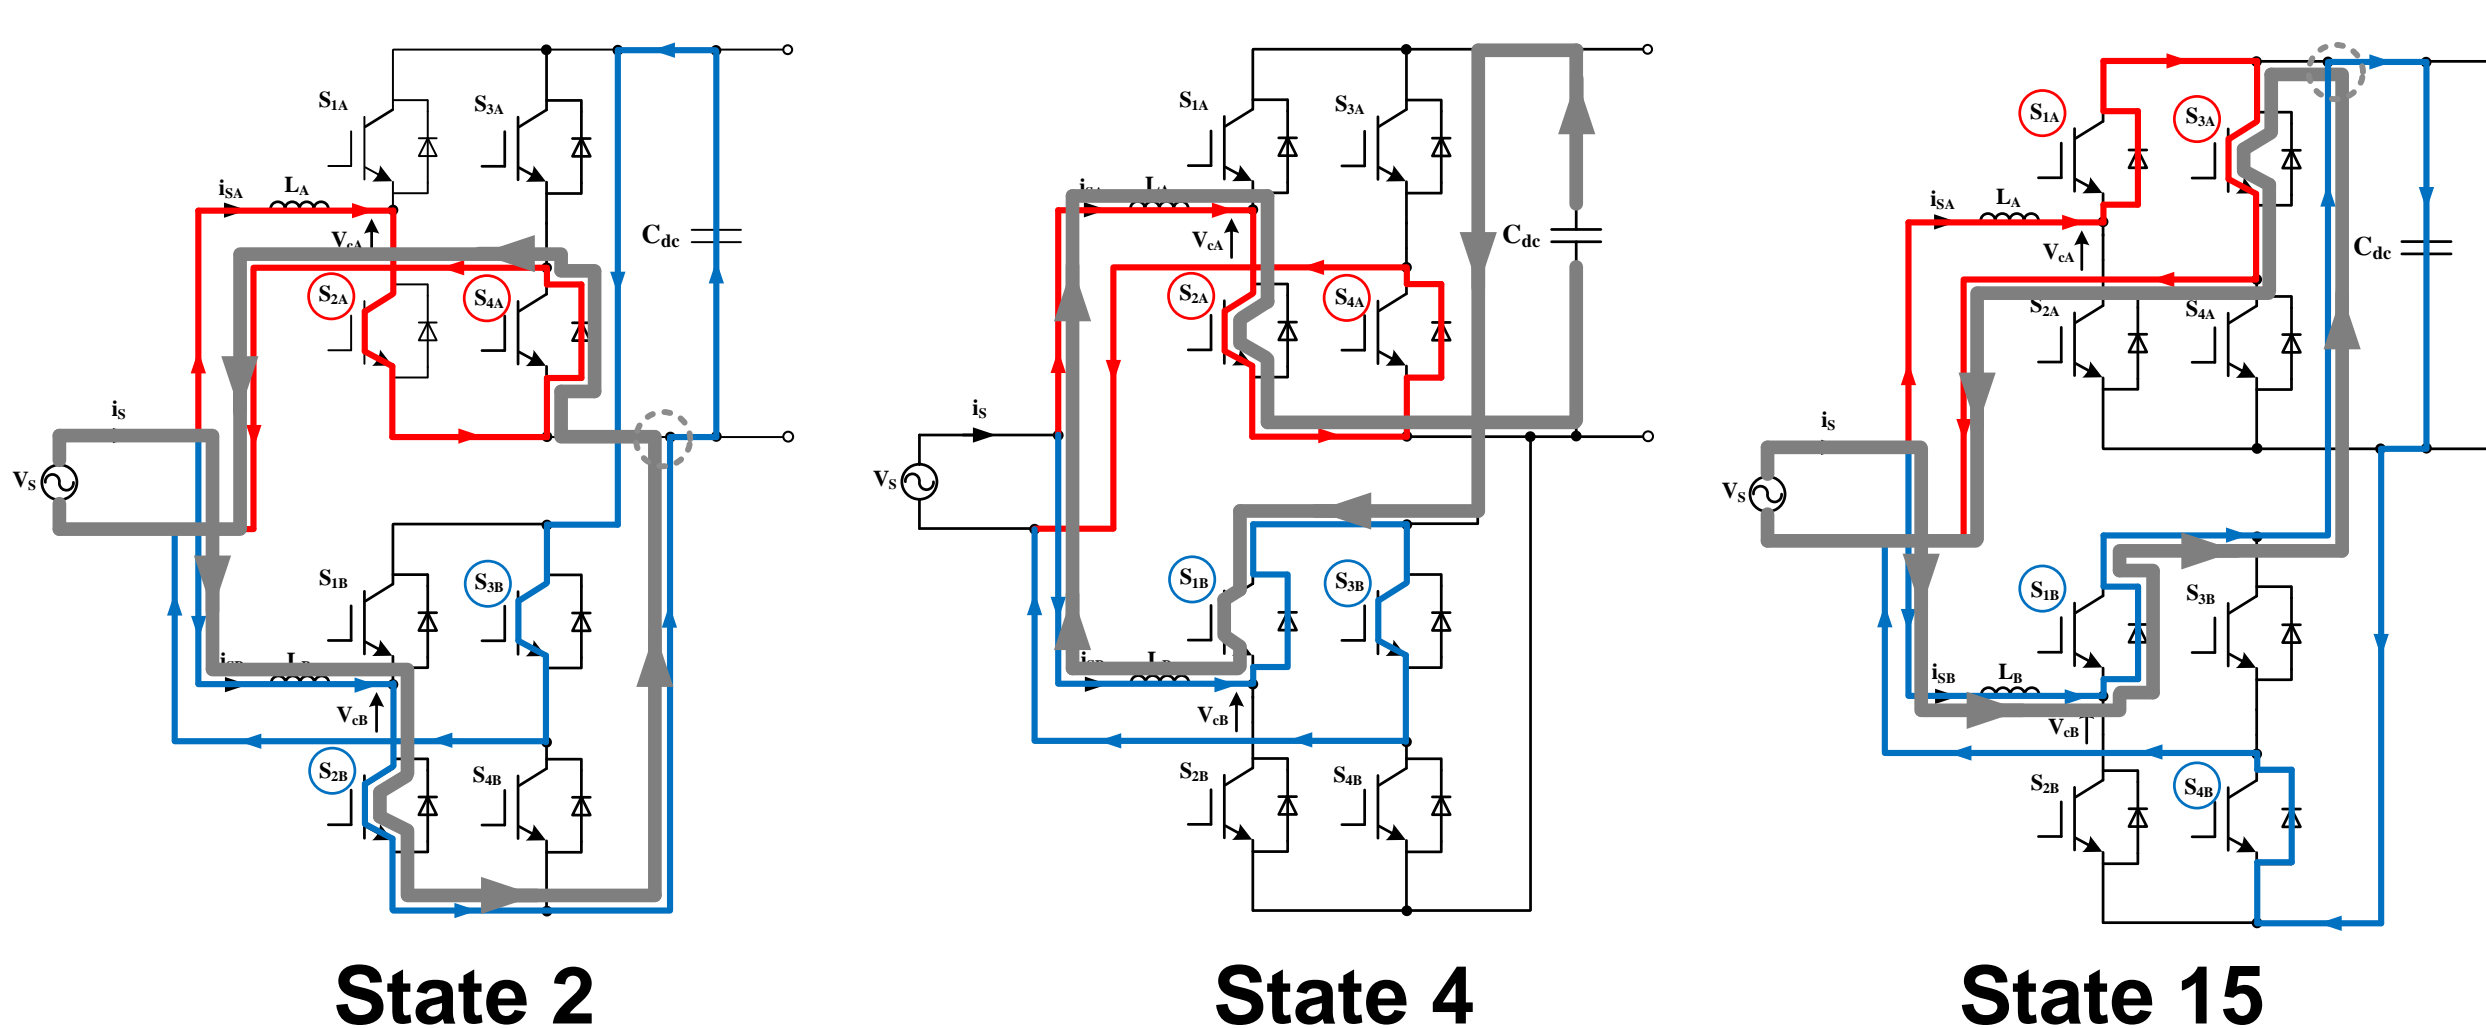 S1A
S3A
iSA
LA
VcA
Cdc
S2A
S4A
iS
VS
S1B
S3B
VcB
S2B
S4B
State 2
S1A
S3A
VcA
Cdc
S2A
S4A
iS
VS
S1B
S3B
VcB
S2B
S4B
State 4
S1A
S3A
iSA
LA
VcA
Cdc
S2A
S4A
iS
VS
S1B
S3B
iSB
LB
VcB
S2B
S4B
State 15